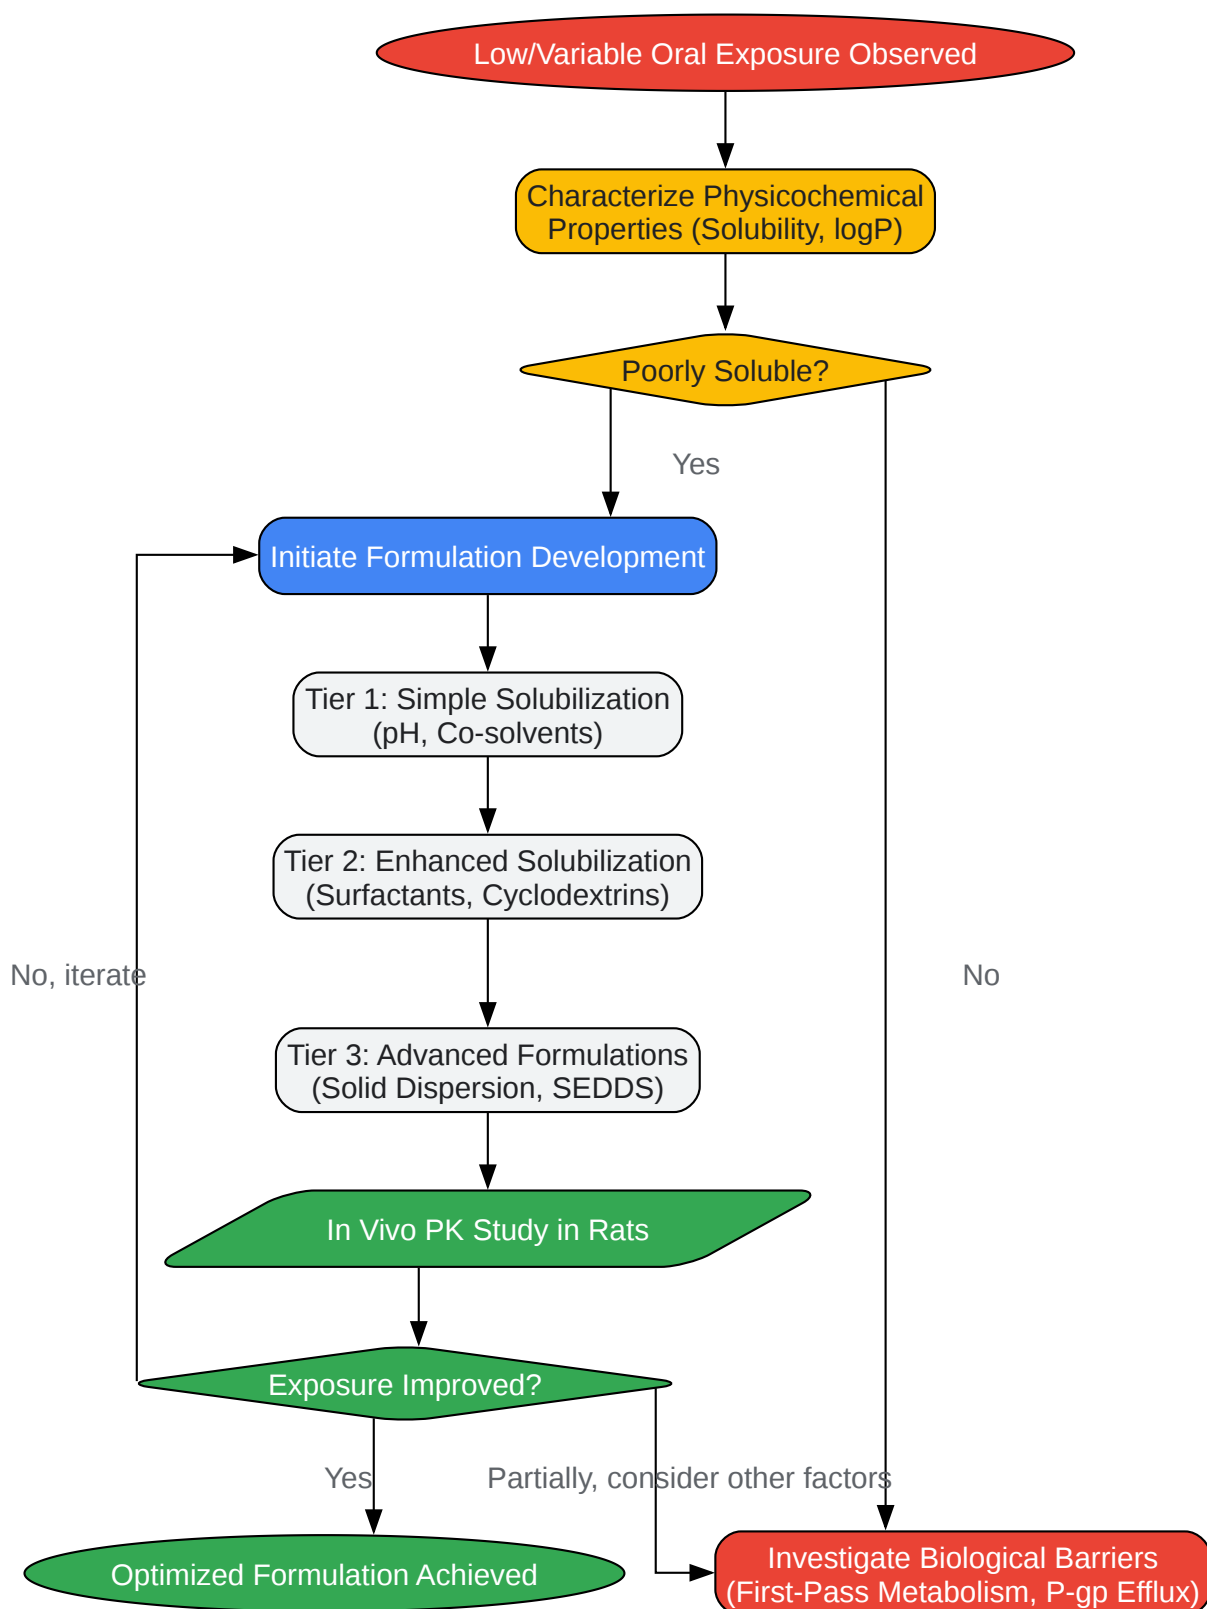 Low/Variable Oral Exposure Observed
Characterize Physicochemical
Properties (Solubility, logP)
Poorly Soluble?
Yes
Initiate Formulation Development
Tier 1: Simple Solubilization
(pH, Co-solvents)
Tier 2: Enhanced Solubilization
(Surfactants, Cyclodextrins)
No, iterate
No
Tier 3: Advanced Formulations
(Solid Dispersion, SEDDS)
In Vivo PK Study in Rats
Exposure Improved?
Yes
Partially, consider other factors
Optimized Formulation Achieved
Investigate Biological Barriers
(First-Pass Metabolism, P-gp Efflux)